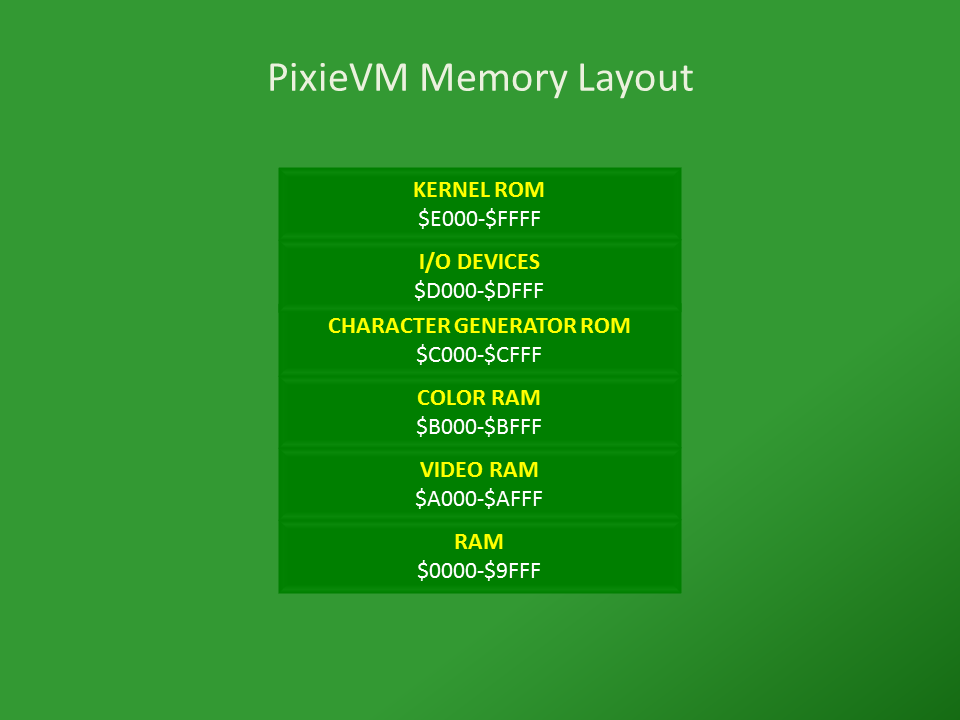 PixieVM Memory Layout
KERNEL ROM
$E000-$FFFF
I/O DEVICES
$D000-$DFFF
CHARACTER GENERATOR ROM
$C000-$CFFF
COLOR RAM
$B000-$BFFF
VIDEO RAM
$A000-$AFFF
RAM
$0000-$9FFF